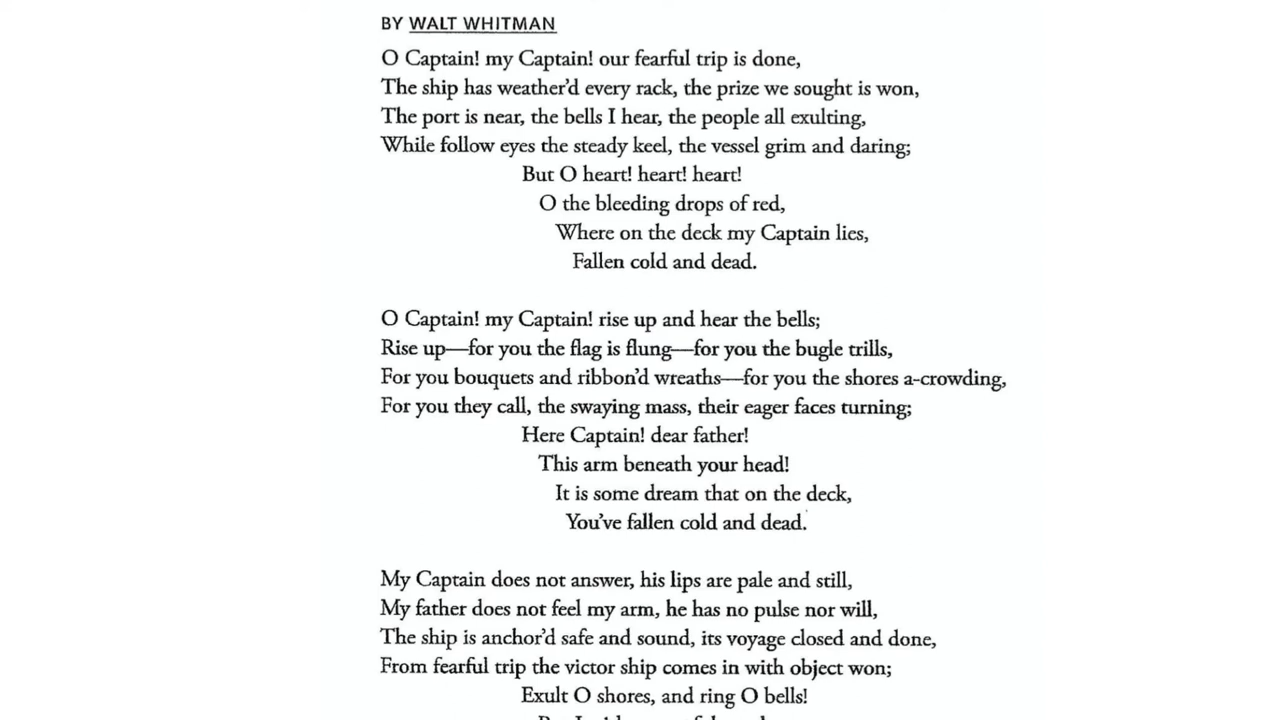 BY WALT WHITMAN
O Captain! my Captain! our fearful trip is done,
The ship has weather'd every rack, the prize we sought is won,
The port is near, the bells I hear, the people all exulting,
While follow eyes the steady keel, the vessel grim and daring;
But O heart! heart! heart!
O the bleeding drops of red,
Where on the deck my Captain lies,
Fallen cold and dead.
O Captain! my Captain! rise up and hear the bells;
Rise up—for you the flag is flung—for you the bugle trills,
For you bouquets and ribbon'd wreaths—for you the shores a-crowding,
For you they call, the swaying mass, their eager faces turning;
Here Captain! dear father!
This arm beneath your head!
It is some dream that on the deck,
You've fallen cold and dead.
My Captain does not answer, his lips are pale and still,
My father does not feel my arm, he has no pulse nor will,
The ship is anchor'd safe and sound, its voyage closed and done,
From fearful trip the victor ship comes in with object won;
Exult O shores, and ring O bells!